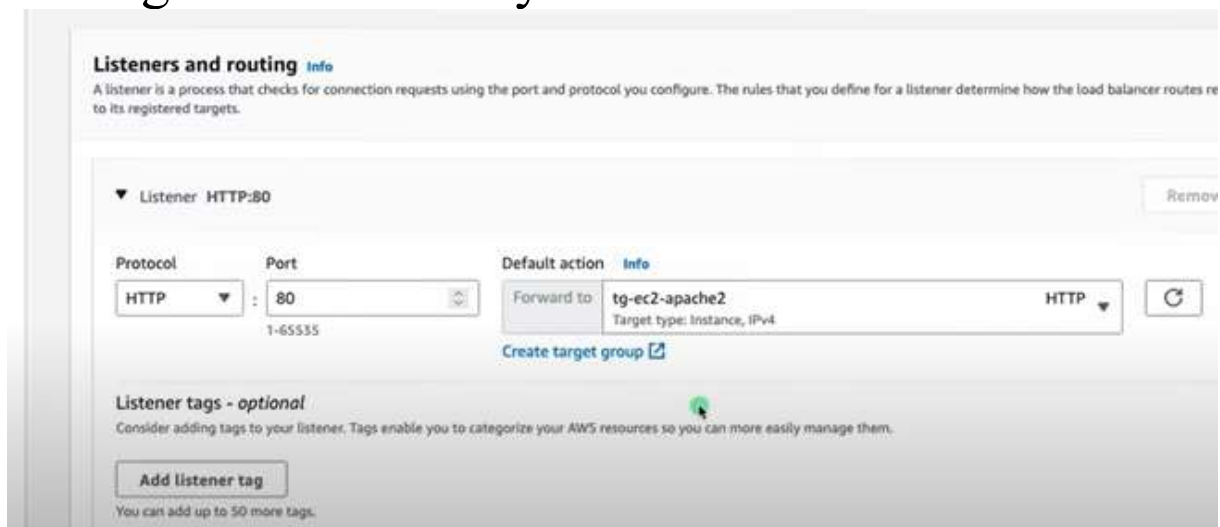 Listeners and routing Info
A listener is a process that checks for connection requests using the port and protocol you configure. The rules that you define for a listener determine how the load balancer routes re
to its registered targets.
▼ Listener HTTP:80
Remov
Protocol Port Default action Info
HTTP ▼ : 80 Forward to tg-ec2-apache2 HTTP ▼
1-65535 Target type: Instance, IPv4
Create target group
Listener tags - optional
Consider adding tags to your listener. Tags enable you to categorize your AWS resources so you can more easily manage them.
Add listener tag
You can add up to 50 more tags.